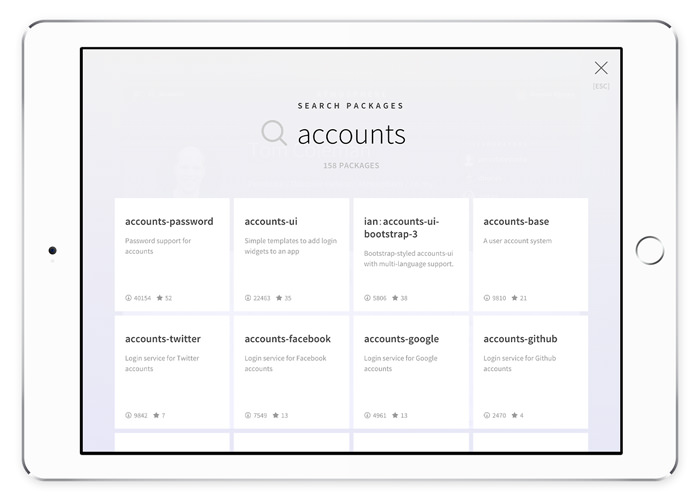 [ESC]
SEARCH PACKAGES
accounts
158 PACKAGES
accounts-password
Password support for
accounts
40154 52
accounts-ui
Simple templates to add login
widgets to an app
22463 35
ian:accounts-ui-
bootstrap-3
Bootstrap-styled accounts-ui
with multi-language support.
5806 38
accounts-base
A user account system
5910 21
accounts-twitter
Login service for Twitter
accounts
9842 7
accounts-facebook
Login service for Facebook
accounts
7549 13
accounts-google
Login service for Google
accounts
4961 13
accounts-github
Login service for Github
accounts
2470 4